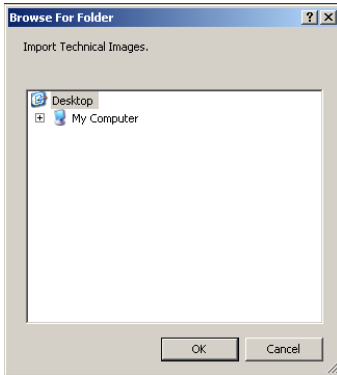 Browse For Folder
Import Technical Images.
Desktop
My Computer
OK
Cancel